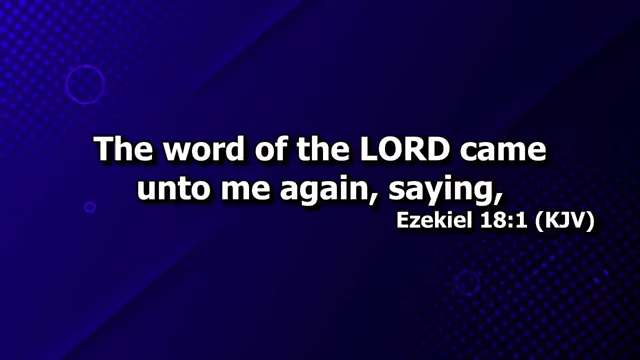 The word of the LORD came
unto me again, saying,
Ezekiel 18:1 (KJV)